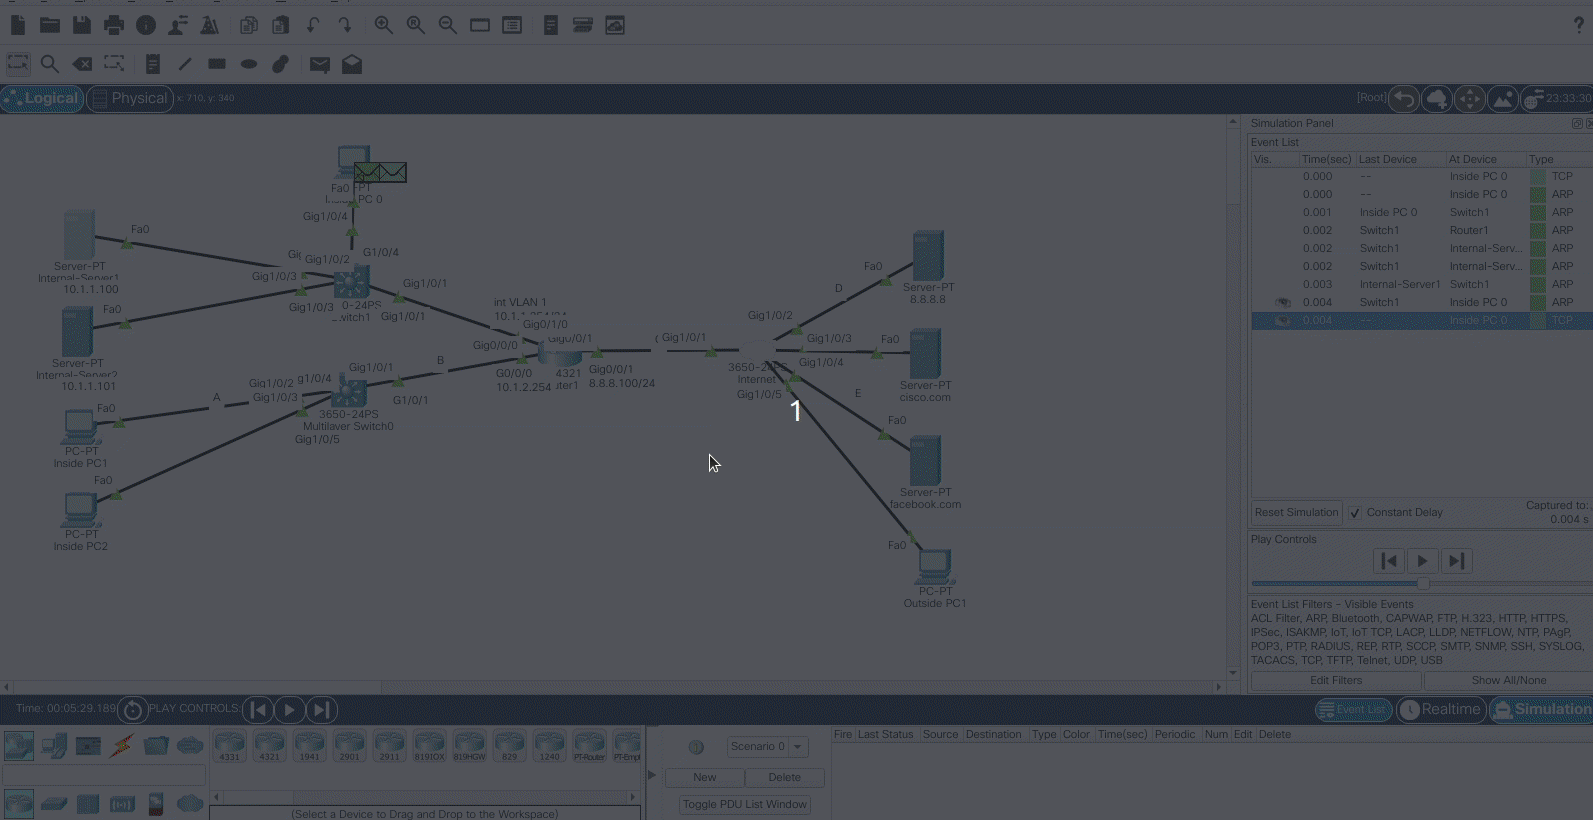 Logical
Physical
x: 710, y: 340
[Root]
23:33:30
Simulation Panel
Event List
Vis. Time(sec) Last Device At Device Type
0.000 -- Inside PC 0 TCP
0.000 -- Inside PC 0 ARP
0.001 Inside PC 0 Switch1 ARP
0.002 Switch1 Router1 ARP
0.002 Switch1 Internal-Serv... ARP
0.002 Switch1 Internal-Serv... ARP
0.003 Internal-Server1 Switch1 ARP
0.004 Switch1 Inside PC 0 ARP
0.004 -- Inside PC 0 TCP
Reset Simulation
Constant Delay
Captured to:
0.004 s
Play Controls
Event List Filters - Visible Events
ACL Filter, ARP, Bluetooth, CAPWAP, FTP, H.323, HTTP, HTTPS,
IPSec, ISAKMP, IoT, IoT TCP, LACP, LLDP, NETFLOW, NTP, PAgP,
POP3, PTP, RADIUS, REP, RTP, SCCP, SMTP, SNMP, SSH, SYSLOG,
TACACS, TCP, TFTP, Telnet, UDP, USB
Edit Filters
Show All/None
Fa0
-PT
PC 0
Gig1/0/4
Fa0
Server-PT
Internal-Server1
10.1.1.100
Gig1/0/2
G1/0/4
Gig1/0/3
Gig1/0/1
Gig1/0/3
0-24PS
witch1
Gig1/0/1
Fa0
Server-PT
Internal-Server2
10.1.1.101
int VLAN 1
Gig0/1/0
Gig0/0/0
Gig0/0/1
B
G0/0/0
10.1.2.254
4321
Gig0/0/1
8.8.8.100/24
Gig1/0/2
g1/0/4
Gig1/0/1
Gig1/0/3
A
G1/0/1
3650-24PS
Multilayer Switch0
Gig1/0/5
Fa0
PC-PT
Inside PC1
Fa0
PC-PT
Inside PC2
Gig1/0/1
Gig1/0/2
Gig1/0/3
Gig1/0/4
3650-24PS
Internet
Gig1/0/5
1
D
Fa0
Server-PT
8.8.8.8
Fa0
Server-PT
cisco.com
E
Fa0
Server-PT
facebook.com
Fa0
PC-PT
Outside PC1
Time: 00:05:29.189
PLAY CONTROLS:
Event List
Realtime
Simulation
4331 4321 1941 2901 2911 819IOX 819HGW 829 1240 PT-Router PT-Empt
(Select a Device to Drag and Drop to the Workspace)
Scenario 0
New
Delete
Toggle PDU List Window
Fire Last Status Source Destination Type Color Time(sec) Periodic Num Edit Delete